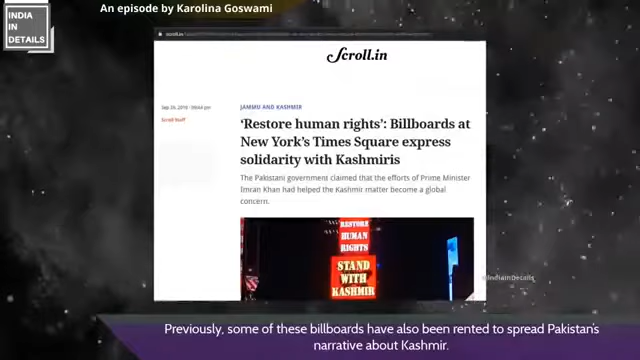 An episode by Karolina Goswami
INDIA
IN
DETAILS
scroll.in
Scroll.in
Sep 26, 2019
Scroll Staff
JAMMU AND KASHMIR
‘Restore human rights’: Billboards at
New York’s Times Square express
solidarity with Kashmiris
The Pakistani government claimed that the efforts of Prime Minister
Imran Khan had helped the Kashmir matter become a global
concern.
RESTORE
HUMAN
RIGHTS
STAND
WITH
KASHMIR
Previously, some of these billboards have also been rented to spread Pakistan's
narrative about Kashmir.